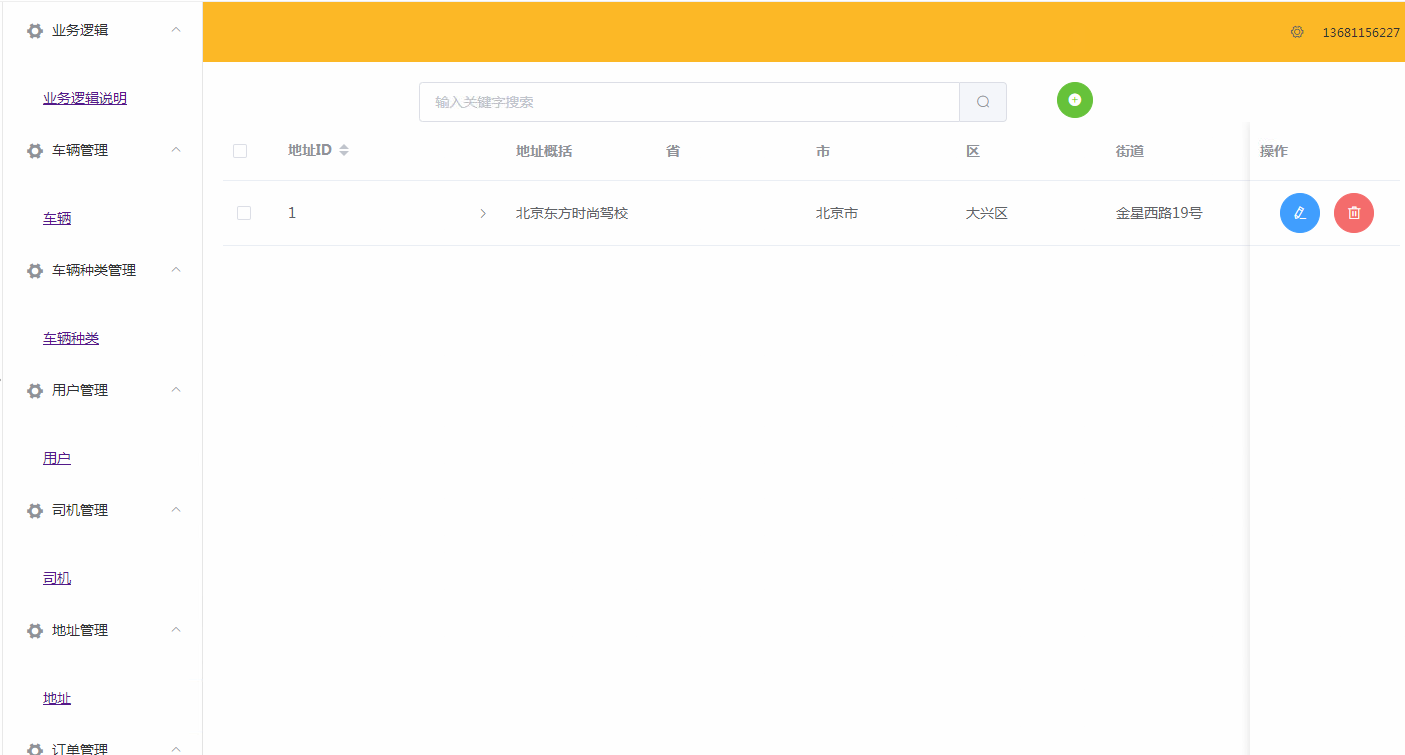 业务逻辑
业务逻辑说明
车辆管理
车辆
车辆种类管理
车辆种类
用户管理
用户
司机管理
司机
地址管理
地址
订单管理
13681156227
输入关键字搜索
地址ID 地址概括 省 市 区 街道 操作
1 北京东方时尚驾校 北京市 大兴区 金星西路19号